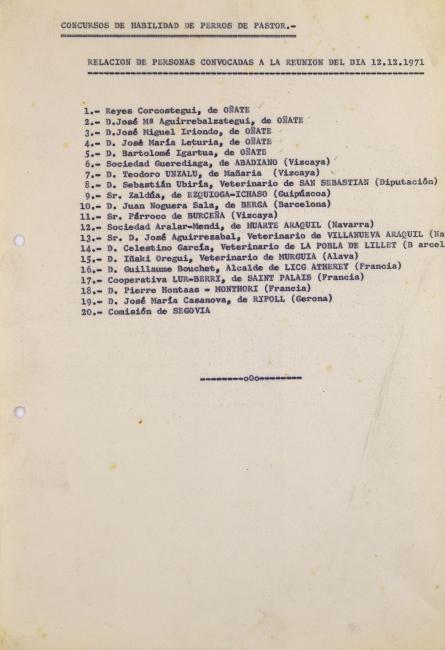 CONCURSOS DE HABILIDAD DE PERROS DE PASTOR.-
RELACION DE PERSONAS CONVOCADAS A LA REUNION DEL DIA 12.12.1971
1.- Reyes Corcostegui, de OÑATE
2.- D.José Mª Aguirrebalzategui, de OÑATE
3.- D.José Miguel Iriondo, de OÑATE
4.- D. José María Leturia, de OÑATE
5.- D. Bartolomé Igartua, de OÑATE
6.- Sociedad Guerediaga, de ABADIANO (Vizcaya)
7.- D. Teodoro UNZALU, de Mañaria (Vizcaya)
8.- D. Sebastián Ubiría, Veterinario de SAN SEBASTIAN (Diputación)
9.- Sr. Zaldúa, de EZQUIOGA-ICHASO (Guipúzcoa)
10.- D. Juan Noguera Sala, de BERGA (Barcelona)
11.- Sr. Párroco de BURCEÑA (Vizcaya)
12.- Sociedad Aralar-Mendi, de HUARTE ARAQUIL (Navarra)
13.- Sr. D. José Aguirrezabal, Veterinario de VILLANUEVA ARAQUIL (Na
14.- D. Celestino García, Veterinario de LA POBLA DE LILLET (B arcel
15.- D. Iñaki Oregui, Veterinario de MURGUIA (Alava)
16.- D. Guillaume Bouchet, Alcalde de LICG ATHEREY (Francia)
17.- Cooperativa LUR-BERRI, de SAINT PALAIS (Francia)
18.- D. Pierre Hontaas - MONTHORI (Francia)
19.- D. José María Casanova, de RIPOLL (Gerona)
20.- Comisión de SEGOVIA
---------o0o---------